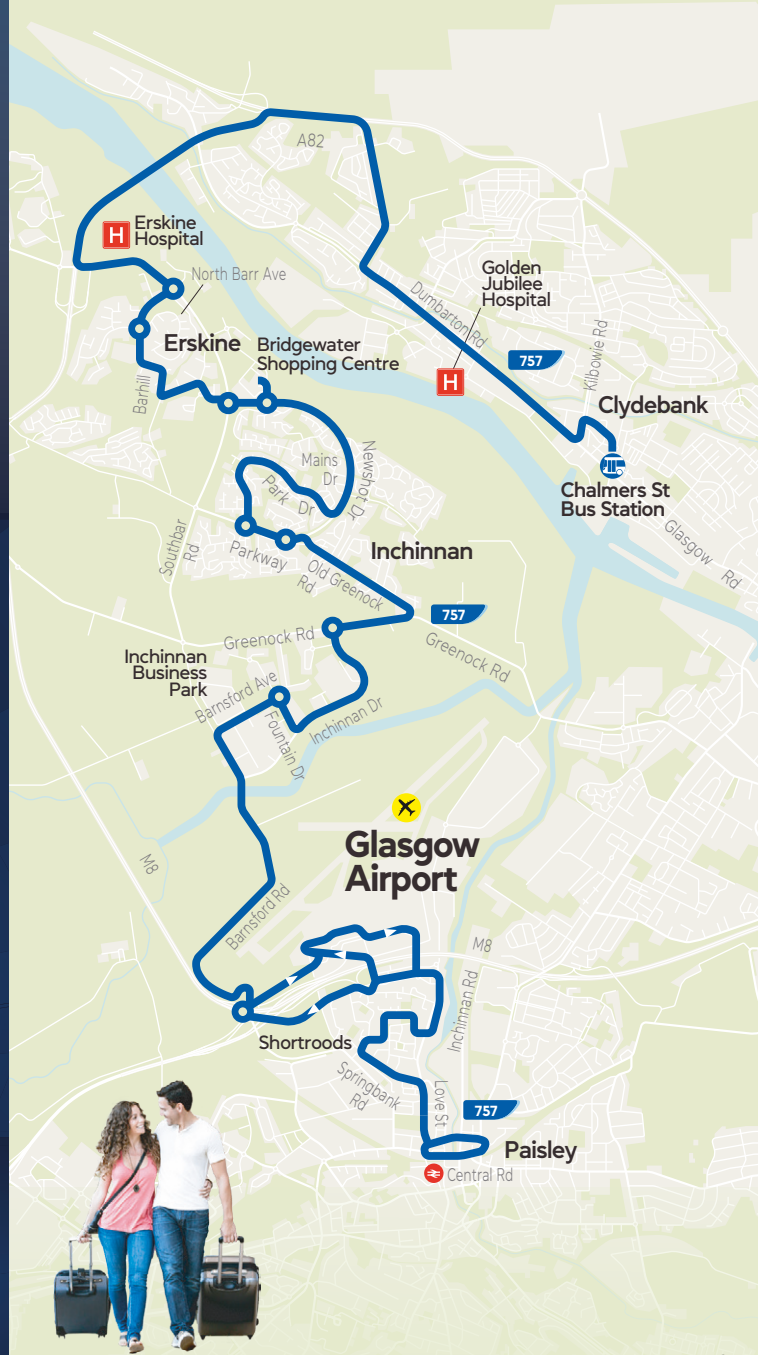 A82
H
Erskine
Hospital
North Barr Ave
Golden
Jubilee
Hospital
Dumbarton Rd
H
Kilbowie Rd
757
Erskine
Bridgewater
Shopping Centre
Barhill
Clydebank
Chalmers St
Bus Station
Glasgow Rd
Mains
Dr
Newshot Dr
Park Dr
Southbar
Rd
Parkway
Rd
Old Greenock
Inchinnan
757
Greenock Rd
Greenock Rd
Inchinnan
Business
Park
Barnsford Ave
Fountain Dr
Inchinnan Dr
Glasgow
Airport
M8
Barnsford Rd
M8
Inchinnan Rd
Shortroods
Springbank
Rd
Love St
757
Paisley
Central Rd